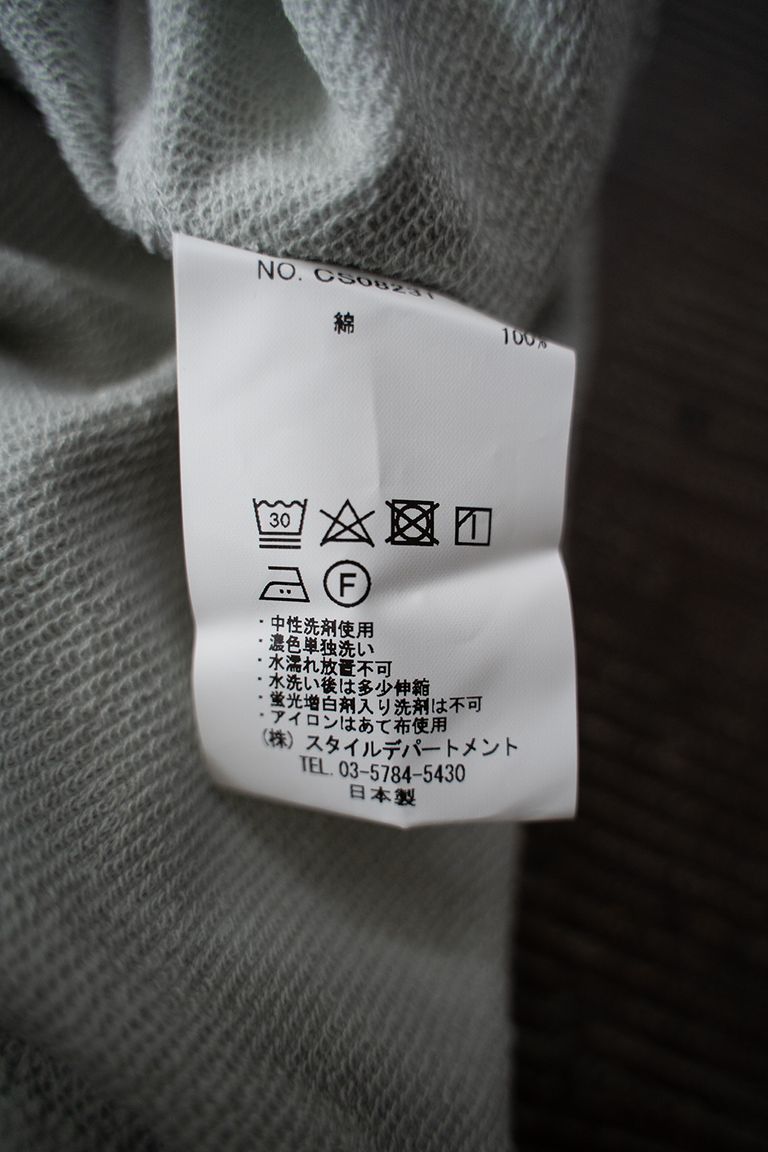 NO. CS08231
綿 100%
30
F
・中性洗剤使用
・濃色単独洗い
・水濡れ放置不可
・水洗い後は多少伸縮
・蛍光増白剤入り洗剤は不可
・アイロンはあて布使用
(株) スタイルデパートメント
TEL. 03-5784-5430
日本製